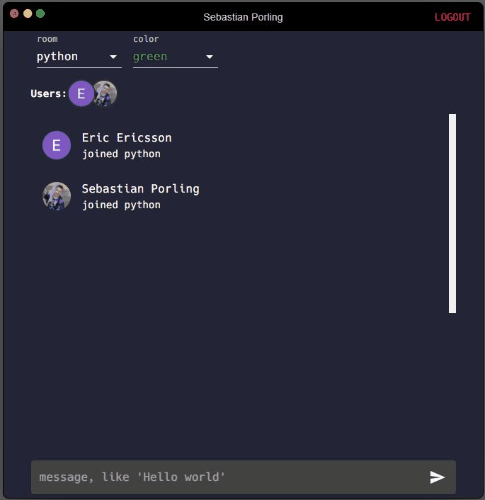 Sebastian Porling
LOGOUT
room
color
python
green
Users:
E
E
Eric Ericsson
joined python
Sebastian Porling
joined python
message, like 'Hello world'